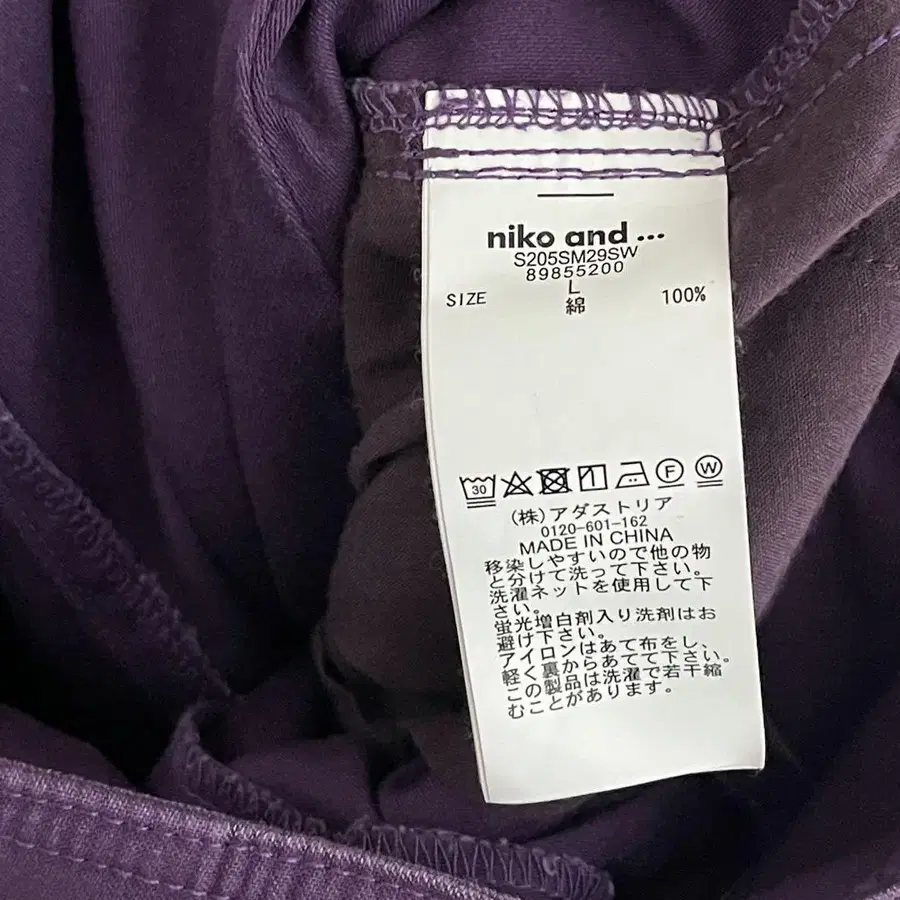 niko and ...
S205SM29SW
89855200
SIZE L
綿 100%
30 F W
(株)アダストリア
0120-601-162
MADE IN CHINA
移染しやすいので他の物
と分けて洗って下さい。
洗濯ネットを使用して下
さい。
蛍光増白剤入り洗剤はお
避け下さい。
アイロンはあて布をし、
軽く裏からあてて下さい。
この製品は洗濯で若干縮
むことがあります。